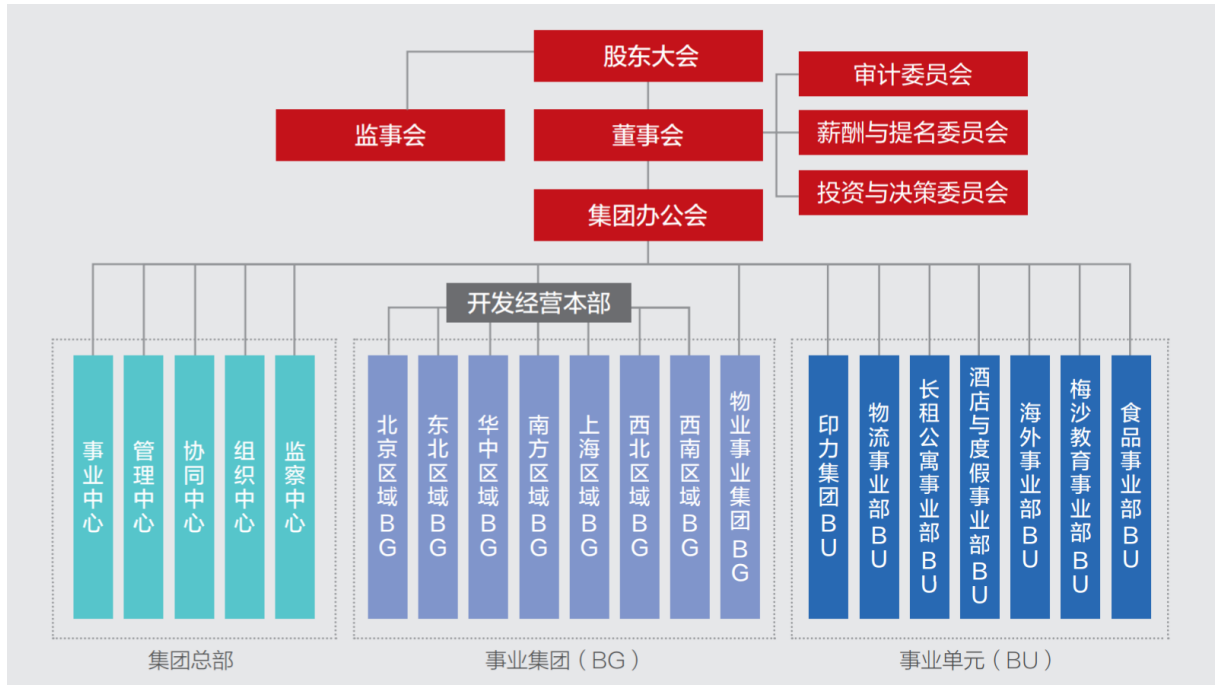 股东大会
审计委员会
监事会
董事会
薪酬与提名委员会
投资与决策委员会
集团办公会
开发经营本部
事业中心
管理中心
协同中心
组织中心
监察中心
北京区域BG
东北区域BG
华中区域BG
南方区域BG
上海区域BG
西北区域BG
西南区域BG
物业事业集团BG
印力集团BU
物流事业部BU
长租公寓事业部BU
酒店与度假事业部BU
海外事业部BU
梅沙教育事业部BU
食品事业部BU
集团总部
事业集团（BG）
事业单元（BU）